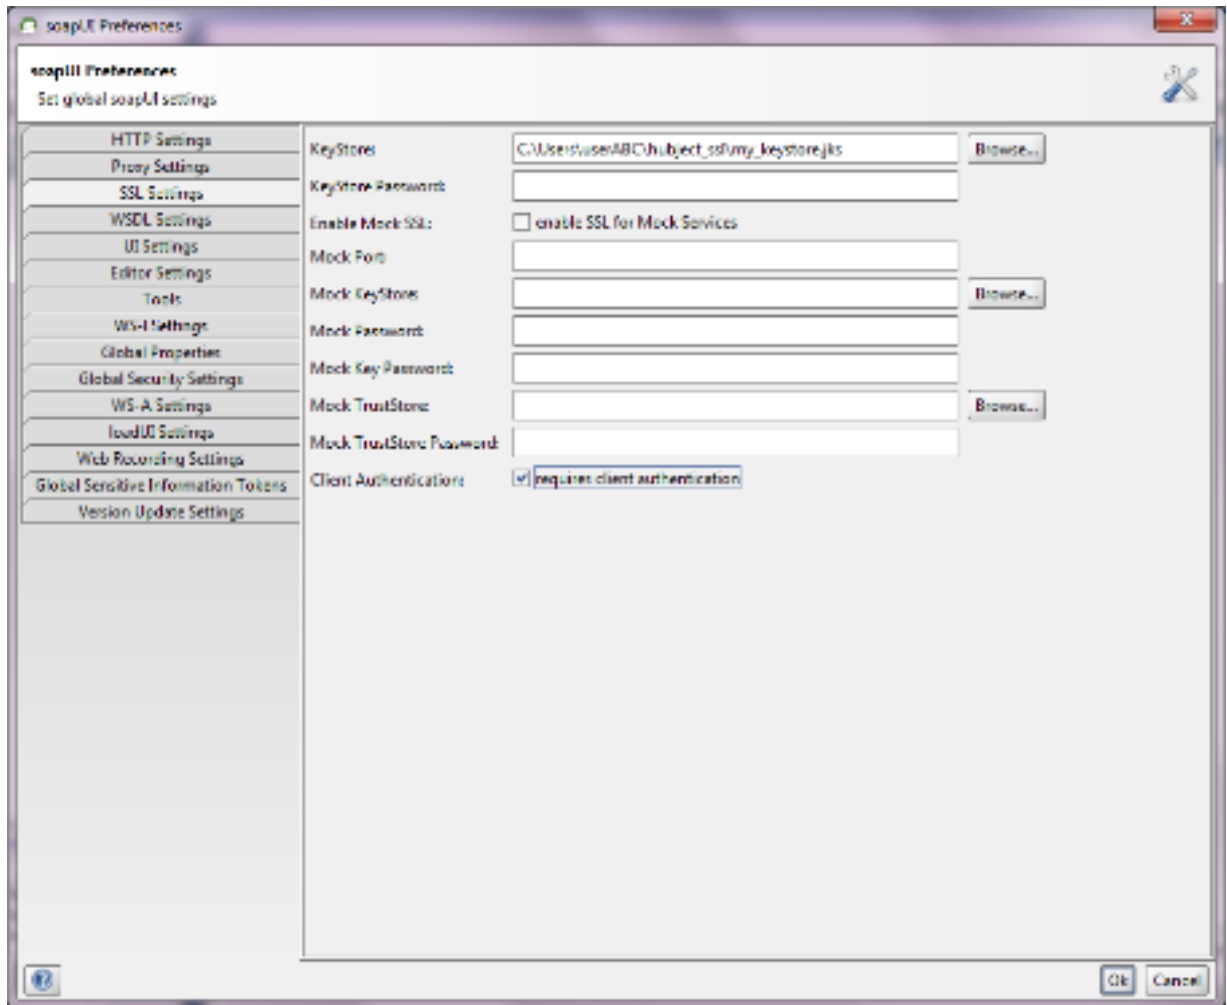 soapUI Preferences
soapUI Preferences
Set global soapUI settings
HTTP Settings
Proxy Settings
SSL Settings
WSDL Settings
UI Settings
Editor Settings
Tools
WS-I Settings
Global Properties
Global Security Settings
WS-A Settings
loadUI Settings
Web Recording Settings
Global Sensitive Information Tokens
Version Update Settings
KeyStore: C:\Users\userABC\hubject_ssl\my_keystore.jks Browse...
KeyStore Password:
Enable Mock SSL: enable SSL for Mock Services
Mock Port:
Mock KeyStore: Browse...
Mock Password:
Mock Key Password:
Mock TrustStore: Browse...
Mock TrustStore Password:
Client Authentication: requires client authentication
Ok Cancel